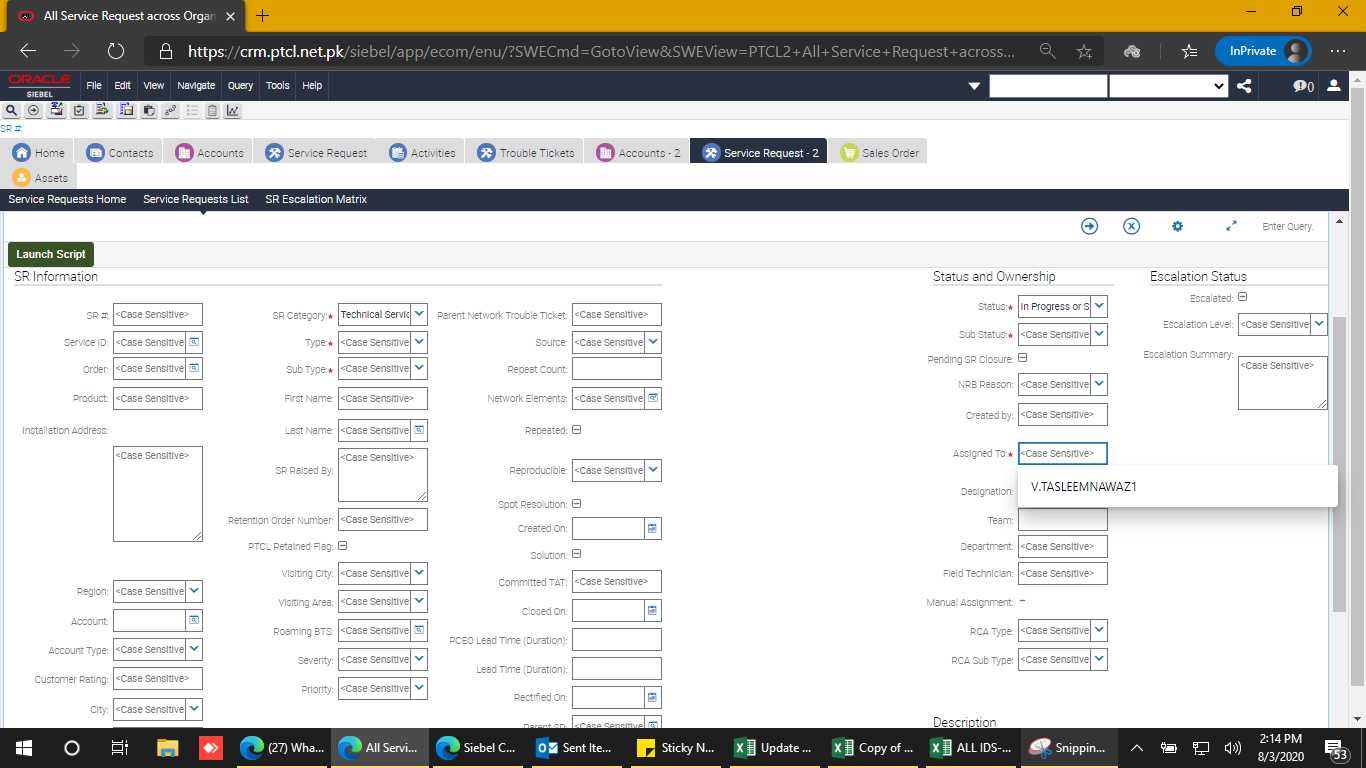 All Service Request across Organ
https://crm.ptcl.net.pk/siebel/app/ecom/enu/?SWECmd=GotoView&SWEView=PTCL2+All+Service+Request+across...
InPrivate
ORACLE
SIEBEL
File Edit View Navigate Query Tools Help
0
SR #:
Home Contacts Accounts Service Request Activities Trouble Tickets Accounts - 2 Service Request - 2 Sales Order
Assets
Service Requests Home Service Requests List SR Escalation Matrix
Enter Query.
Launch Script
SR Information
SR #: <Case Sensitive>
Service ID: <Case Sensitive
Order: <Case Sensitive
Product: <Case Sensitive>
Installation Address:
<Case Sensitive>
Region: <Case Sensitive
Account:
Account Type: <Case Sensitive
Customer Rating: <Case Sensitive>
City: <Case Sensitive
SR Category:* Technical Servic
Type:* <Case Sensitive
Sub Type:* <Case Sensitive
First Name: <Case Sensitive>
Last Name: <Case Sensitive
SR Raised By: <Case Sensitive>
Retention Order Number: <Case Sensitive>
PTCL Retained Flag:
Visiting City: <Case Sensitive
Visiting Area: <Case Sensitive
Roaming BTS: <Case Sensitive
Severity: <Case Sensitive
Priority: <Case Sensitive
Parent Network Trouble Ticket: <Case Sensitive>
Source: <Case Sensitive
Repeat Count:
Network Elements: <Case Sensitive
Repeated:
Reproducible: <Case Sensitive
Spot Resolution:
Created On:
Solution:
Committed TAT: <Case Sensitive>
Closed On:
PCEO Lead Time (Duration):
Lead Time (Duration):
Rectified On:
Parent SR: <Case Sensitive
Status and Ownership
Status:* In Progress or S
Sub Status:* <Case Sensitive
Pending SR Closure:
NRB Reason: <Case Sensitive
Created by: <Case Sensitive>
Assigned To:* <Case Sensitive>
V.TASLEEMNAWAZ1
Designation:
Team:
Department: <Case Sensitive>
Field Technician: <Case Sensitive>
Manual Assignment:
RCA Type: <Case Sensitive
RCA Sub Type: <Case Sensitive
Description
Escalation Status
Escalated:
Escalation Level: <Case Sensitive
Escalation Summary: <Case Sensitive>
(27) Wha... All Servi... Siebel C... Sent Ite... Sticky N... Update ... Copy of ... ALL IDS-... Snippin...
2:14 PM
8/3/2020
53